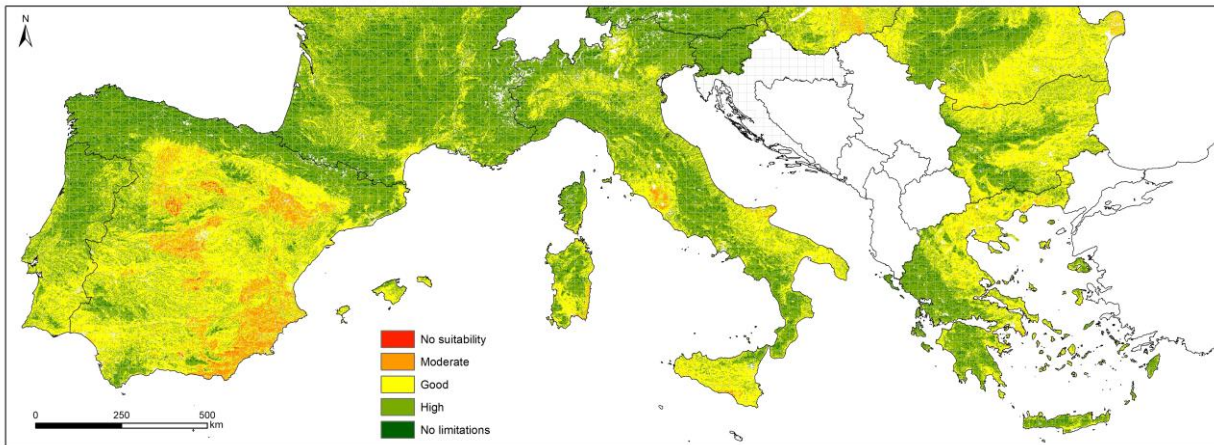 N
No suitability
Moderate
Good
High
No limitations
0 250 500
km